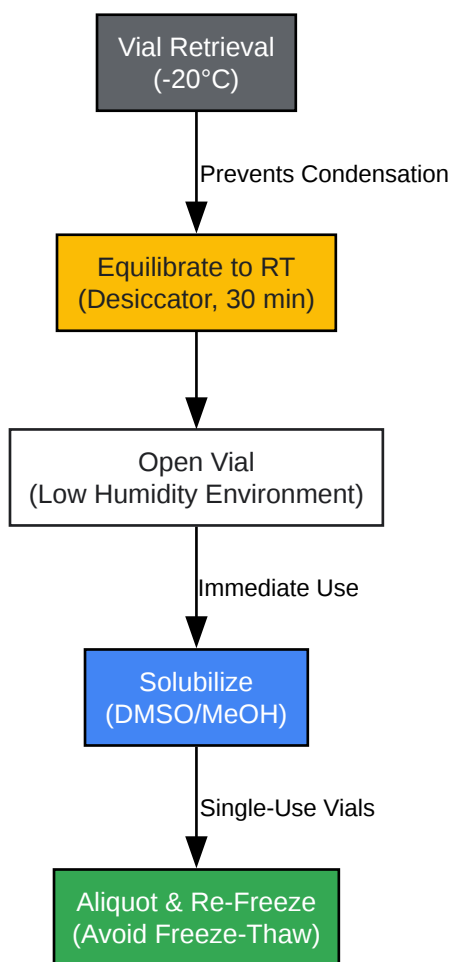 Vial Retrieval
(-20°C)
Prevents Condensation
Equilibrate to RT
(Desiccator, 30 min)
Open Vial
(Low Humidity Environment)
Immediate Use
Solubilize
(DMSO/MeOH)
Single-Use Vials
Aliquot & Re-Freeze
(Avoid Freeze-Thaw)